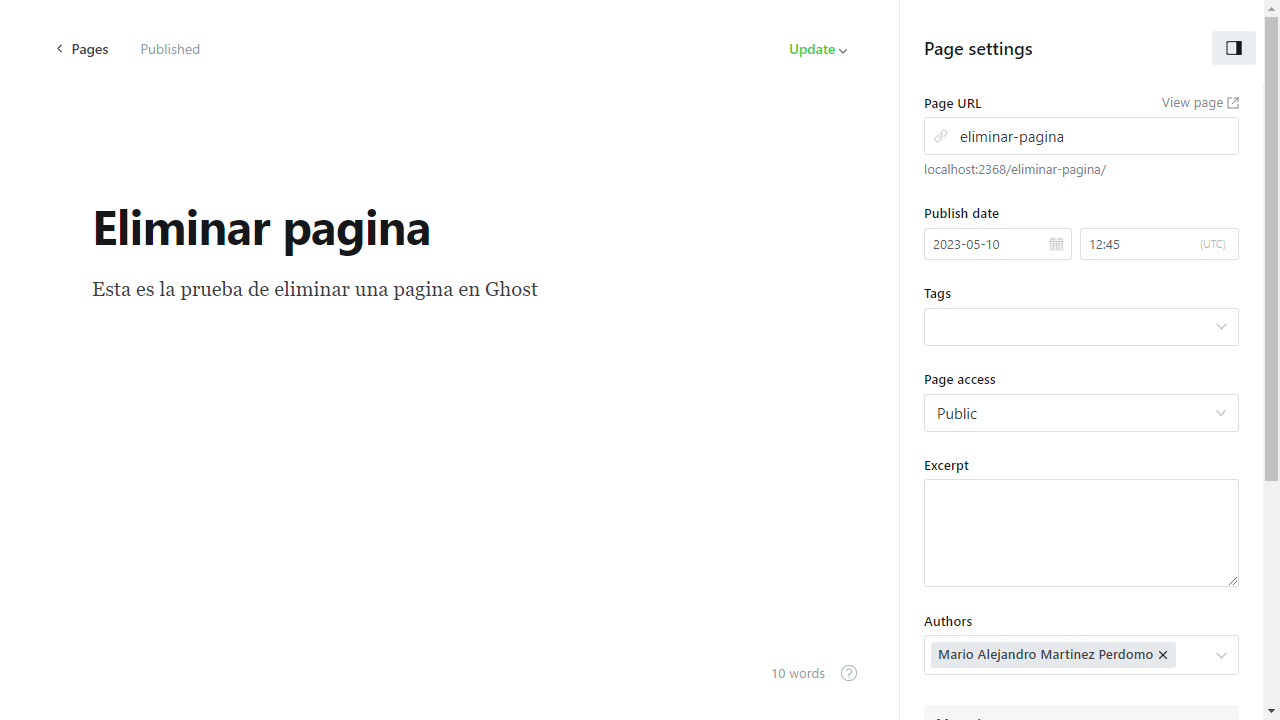 Pages
Published
Update
Page settings
Page URL
View page
eliminar-pagina
localhost:2368/eliminar-pagina/
Eliminar pagina
Publish date
2023-05-10
12:45
(UTC)
Esta es la prueba de eliminar una pagina en Ghost
Tags
Page access
Public
Excerpt
Authors
Mario Alejandro Martinez Perdomo
10 words